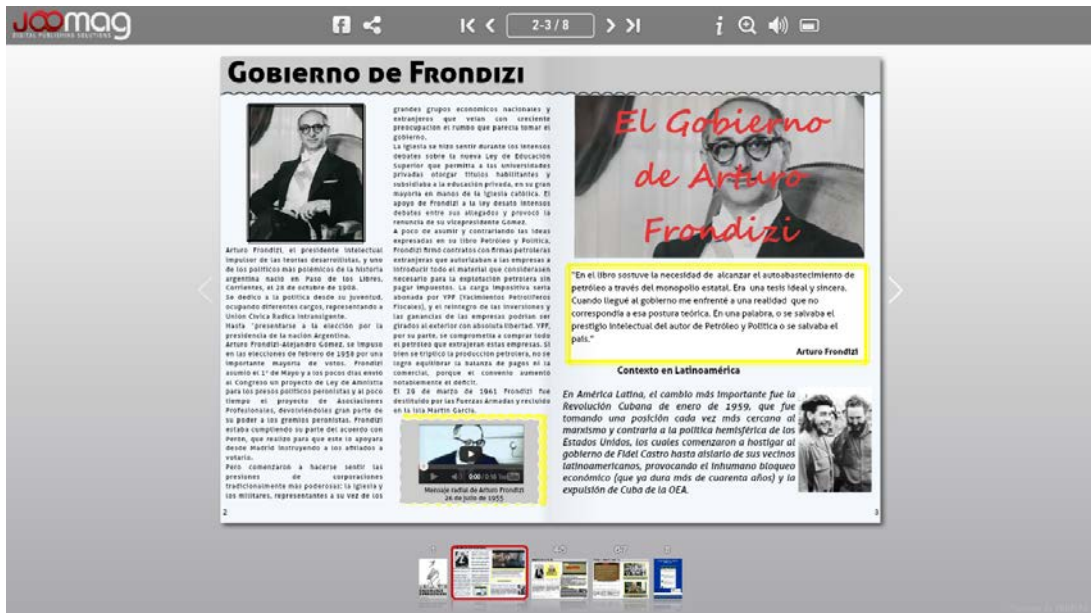 JOOMAG
DIGITAL PUBLISHING SOLUTIONS
2-3 / 8
GOBIERNO DE FRONDIZI
Arturo Frondizi, el presidente intelectual
impulsor de las teorías desarrollistas, y uno
de los políticos más polémicos de la historia
argentina nació en Paso de los Libres,
Corrientes, el 28 de octubre de 1908.
Se dedico a la política desde su juventud,
ocupando diferentes cargos, representando a
Unión Cívica Radica Intransigente.
Hasta "presentarse a la elección por la
presidencia de la nación Argentina.
Arturo Frondizi-Alejandro Gómez, se impuso
en las elecciones de febrero de 1958 por una
importante mayoría de votos. Frondizi
asumió el 1° de Mayo y a los pocos días envió
al Congreso un proyecto de Ley de Amnistía
para los presos políticos peronistas y al poco
tiempo el proyecto de Asociaciones
Profesionales, devolviéndoles gran parte de
su poder a los gremios peronistas. Frondizi
estaba cumpliendo su parte del acuerdo con
Perón, que realizo para que este lo apoyara
desde Madrid instruyendo a los afiliados a
votarlo.
Pero comenzaron a hacerse sentir las
presiones de corporaciones
tradicionalmente más poderosas: la iglesia y
los militares, representantes a su vez de los
2
grandes grupos económicos nacionales y
extranjeros que veían con creciente
preocupación el rumbo que parecía tomar el
gobierno.
La iglesia se hizo sentir durante los intensos
debates sobre la nueva Ley de Educación
Superior que permitía a las universidades
privadas otorgar títulos habilitantes y
subsidiaba a la educación privada, en su gran
mayoría en manos de la iglesia católica. El
apoyo de Frondizi a la ley desato intensos
debates entre sus allegados y provocó la
renuncia de su vicepresidente Gómez.
A poco de asumir y contrariando las ideas
expresadas en su libro Petróleo y Política,
Frondizi firmó contratos con firmas petroleras
extranjeras que autorizaban a las empresas a
introducir todo el material que considerasen
necesario para la explotación petrolera sin
pagar impuestos. La carga impositiva sería
abonada por YPF (Yacimientos Petrolíferos
Fiscales), y el reintegro de las inversiones y
las ganancias de las empresas podrían ser
girados al exterior con absoluta libertad. YPF,
por su parte, se comprometía a comprar todo
el petróleo que extrajeran estas empresas. Si
bien se triplicó la producción petrolera, no se
logro equilibrar la balanza de pagos ni la
comercial, porque el convenio aumento
notablemente el déficit.
El 29 de marzo de 1961 Frondizi fue
destituido por las Fuerzas Armadas y recluido
en la Isla Martín García.
0:00 / 0:16
Mensaje radial de Arturo Frondizi
26 de julio de 1955
El Gobierno
de Arturo
Frondizi
"En el libro sostuve la necesidad de alcanzar el autoabastecimiento de
petróleo a través del monopolio estatal. Era una tesis ideal y sincera.
Cuando llegué al gobierno me enfrenté a una realidad que no
correspondía a esa postura teórica. En una palabra, o se salvaba el
prestigio intelectual del autor de Petróleo y Política o se salvaba el
país."
Arturo Frondizi
Contexto en Latinoamérica
En América Latina, el cambio más importante fue la
Revolución Cubana de enero de 1959, que fue
tomando una posición cada vez más cercana al
marxismo y contraria a la política hemisférica de los
Estados Unidos, los cuales comenzaron a hostigar al
gobierno de Fidel Castro hasta aislarlo de sus vecinos
latinoamericanos, provocando el inhumano bloqueo
económico (que ya dura más de cuarenta años) y la
expulsión de Cuba de la OEA.
3
1
4-5
6-7
8